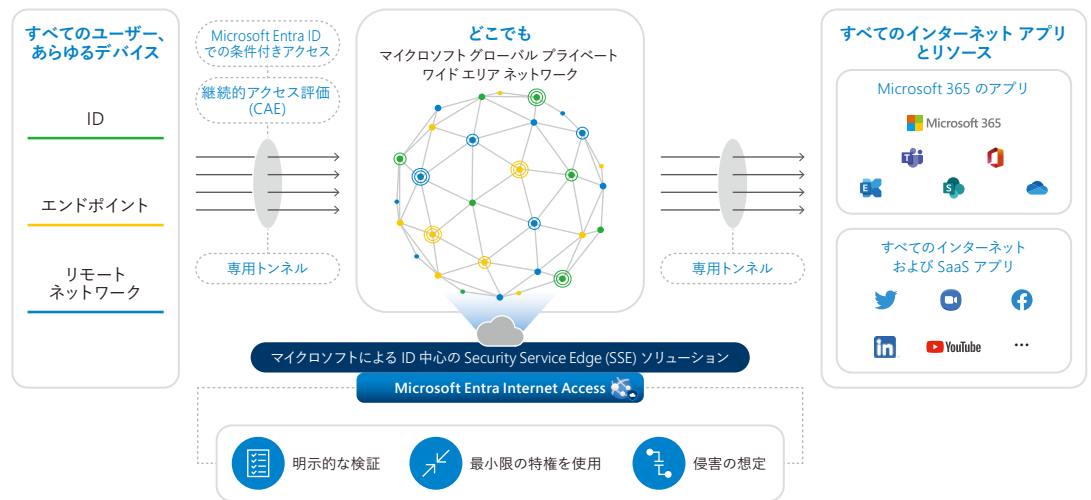 すべてのユーザー、
あらゆるデバイス
ID
エンドポイント
リモート
ネットワーク
Microsoft Entra ID
での条件付きアクセス
継続的アクセス評価
(CAE)
専用トンネル
どこでも
マイクロソフト グローバル プライベート
ワイド エリア ネットワーク
専用トンネル
すべてのインターネット アプリ
とリソース
Microsoft 365 のアプリ
Microsoft 365
T
E
S
すべてのインターネット
および SaaS アプリ
in
YouTube
...
マイクロソフトによる ID 中心の Security Service Edge (SSE) ソリューション
Microsoft Entra Internet Access
明示的な検証
最小限の特権を使用
侵害の想定